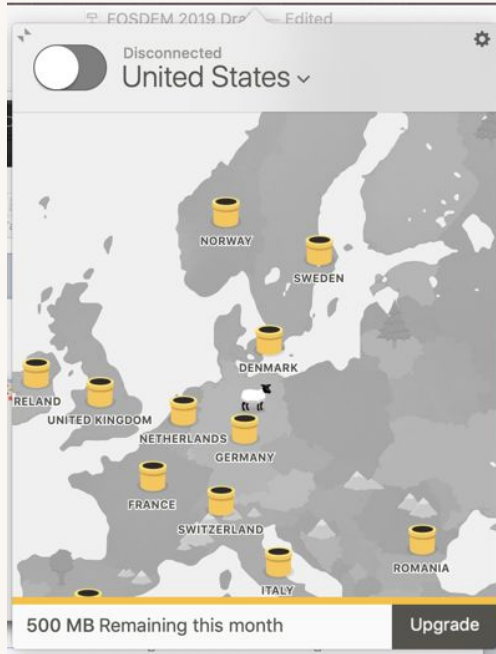 FOSDEM 2019 Dra — Edited
Disconnected
United States
NORWAY
SWEDEN
DENMARK
RELAND
UNITED KINGDOM
NETHERLANDS
GERMANY
FRANCE
SWITZERLAND
ROMANIA
ITALY
500 MB Remaining this month
Upgrade